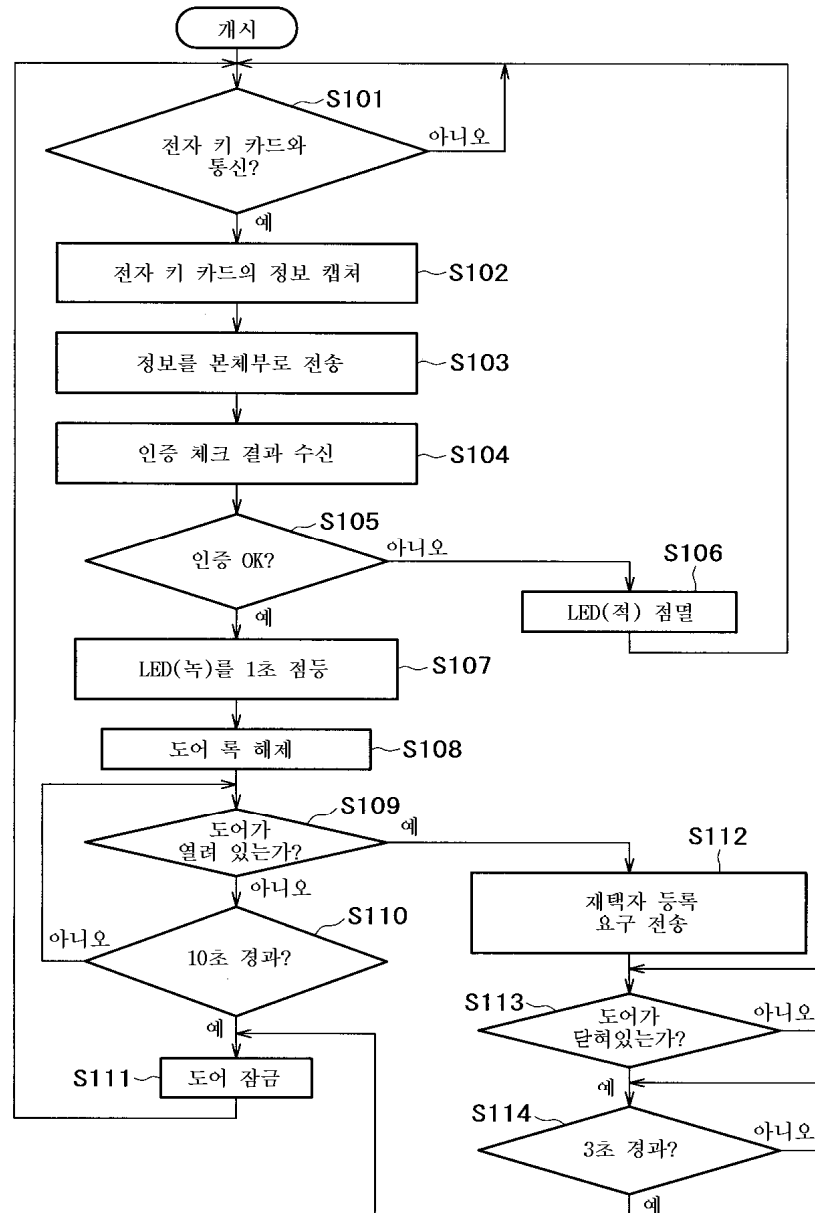 개시
S101
전자 키 카드와
통신?
아니오
예
전자 키 카드의 정보 캡처
S102
정보를 본체부로 전송
S103
인증 체크 결과 수신
S104
S105
인증 OK?
아니오
예
S106
LED(적) 점멸
LED(녹)를 1초 점등
S107
도어 록 해제
S108
S109
도어가
열려 있는가?
예
아니오
S112
재택자 등록
요구 전송
S110
10초 경과?
아니오
예
S113
도어가
닫혀있는가?
아니오
예
S111
도어 잠금
S114
3초 경과?
아니오
예